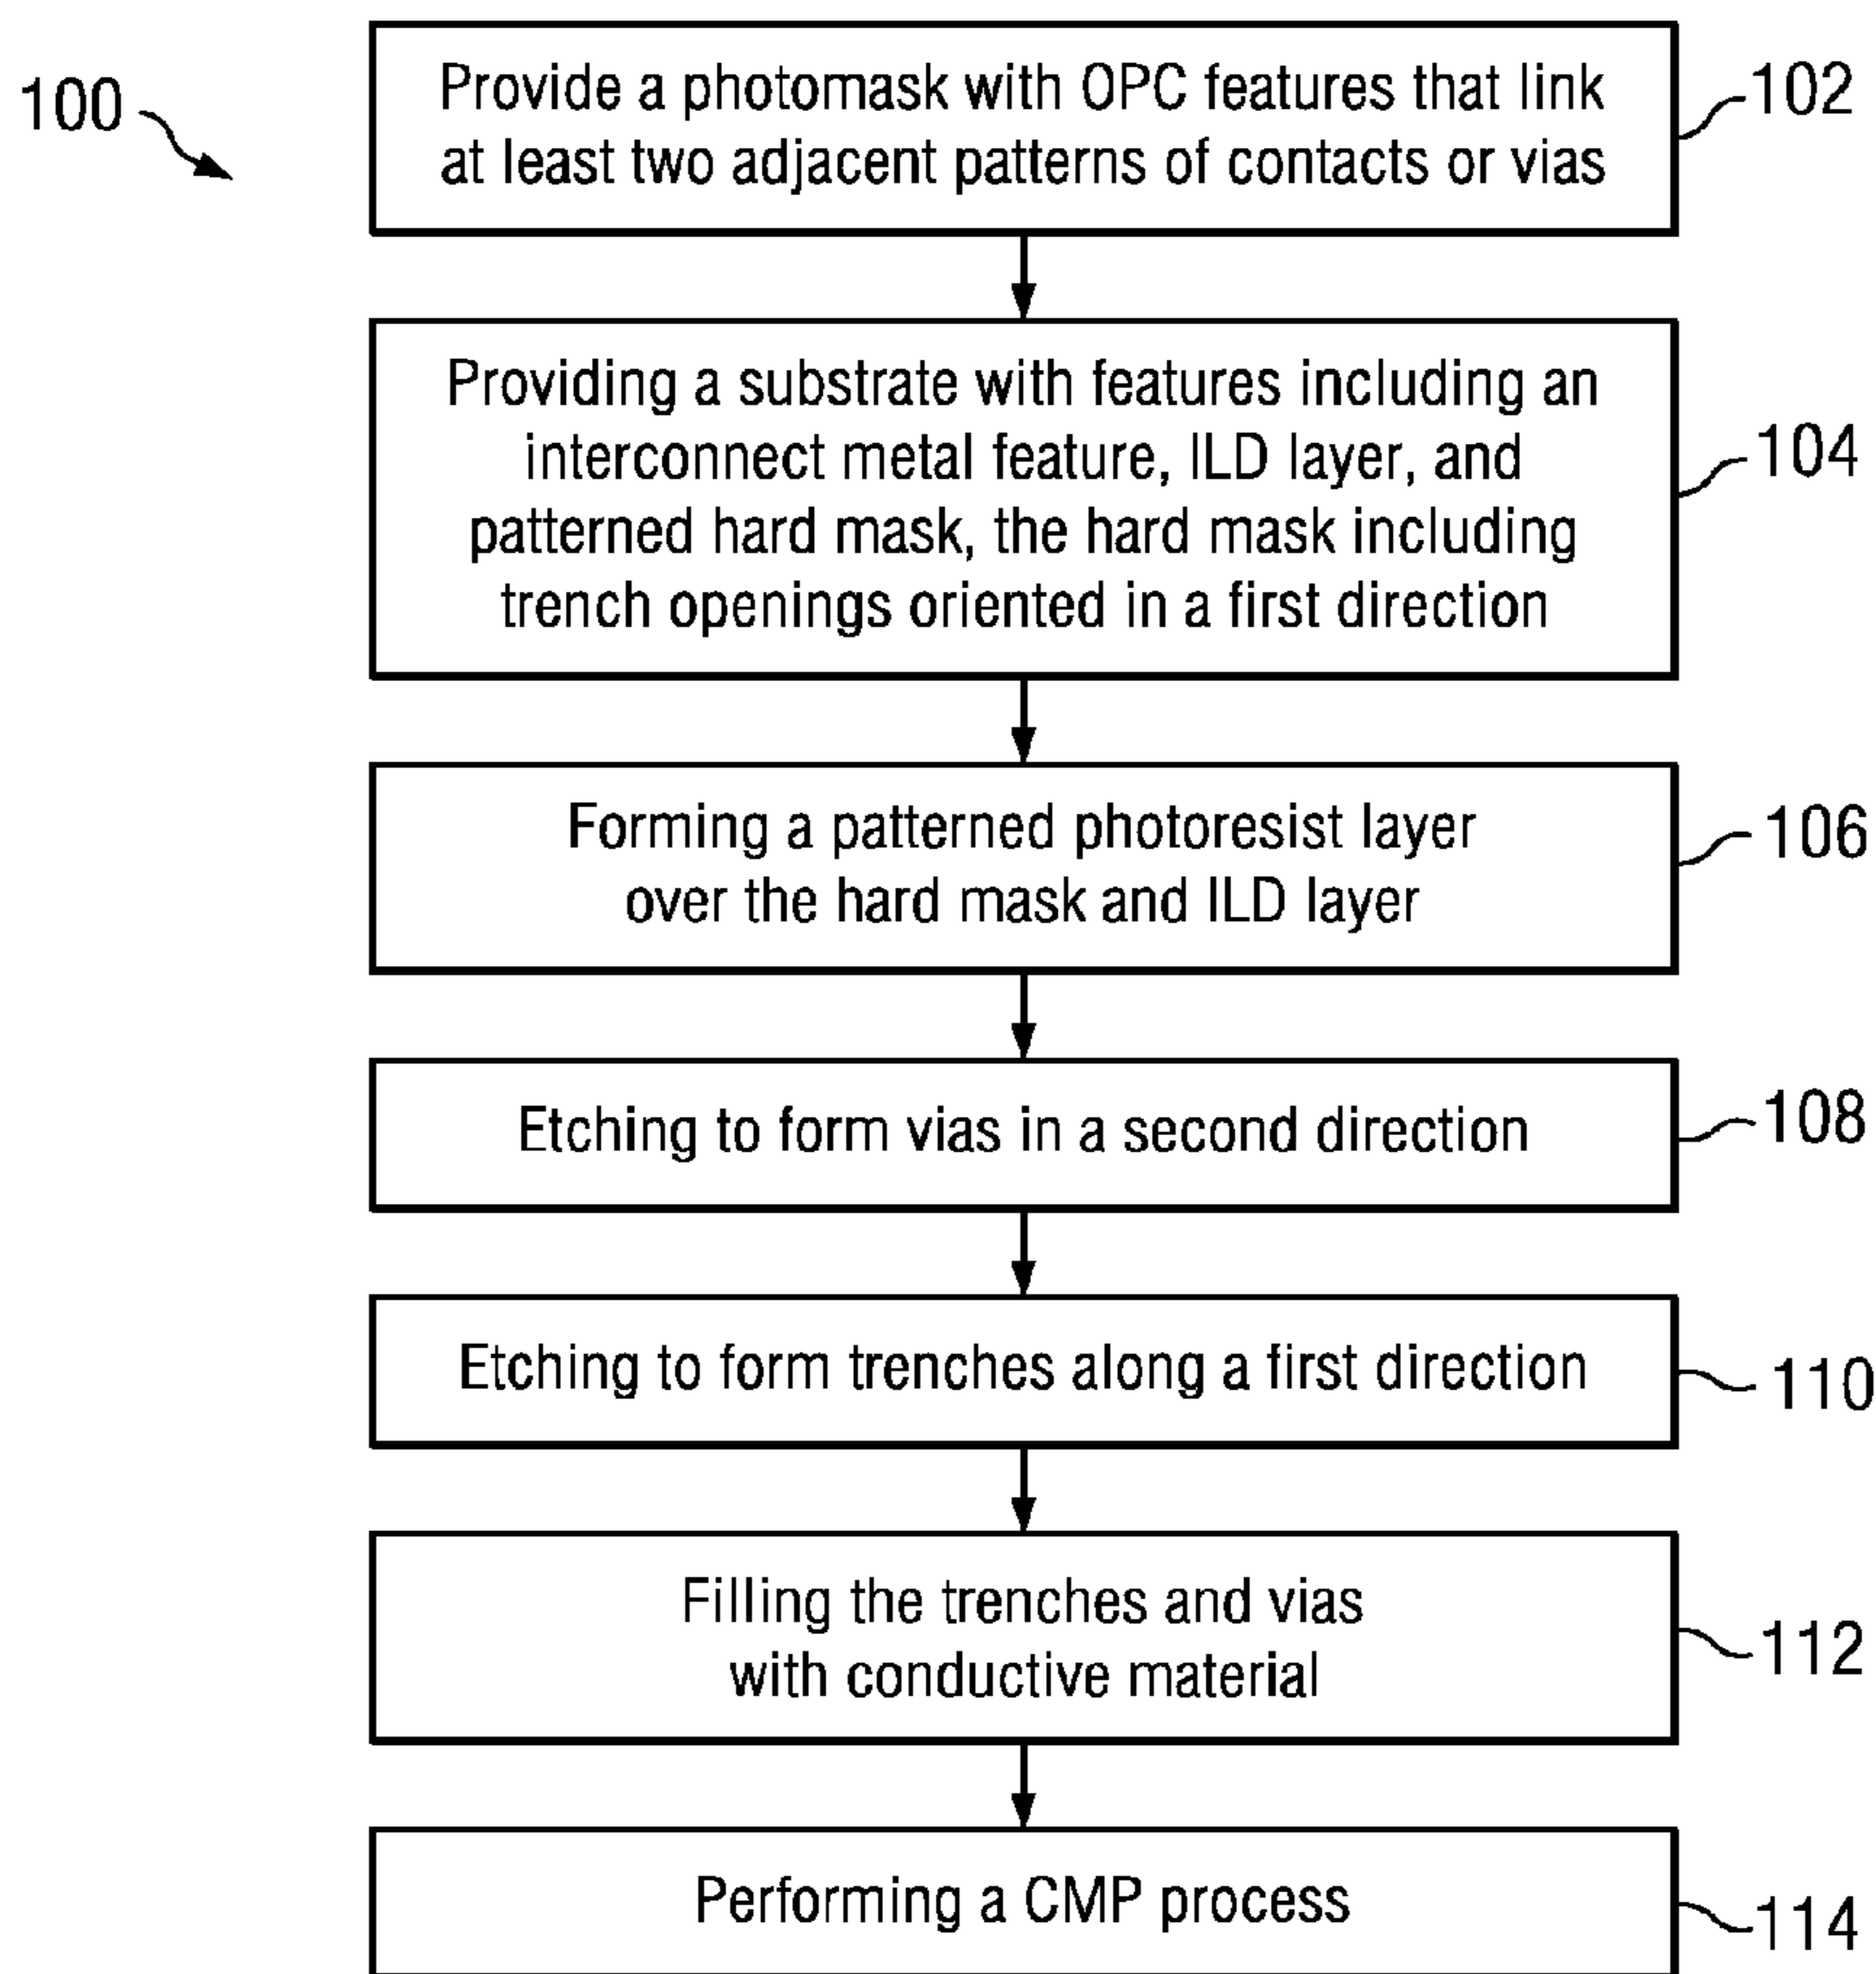 100
Provide a photomask with OPC features that link
at least two adjacent patterns of contacts or vias
102
Providing a substrate with features including an
interconnect metal feature, ILD layer, and
patterned hard mask, the hard mask including
trench openings oriented in a first direction
104
Forming a patterned photoresist layer
over the hard mask and ILD layer
106
Etching to form vias in a second direction
108
Etching to form trenches along a first direction
110
Filling the trenches and vias
with conductive material
112
Performing a CMP process
114